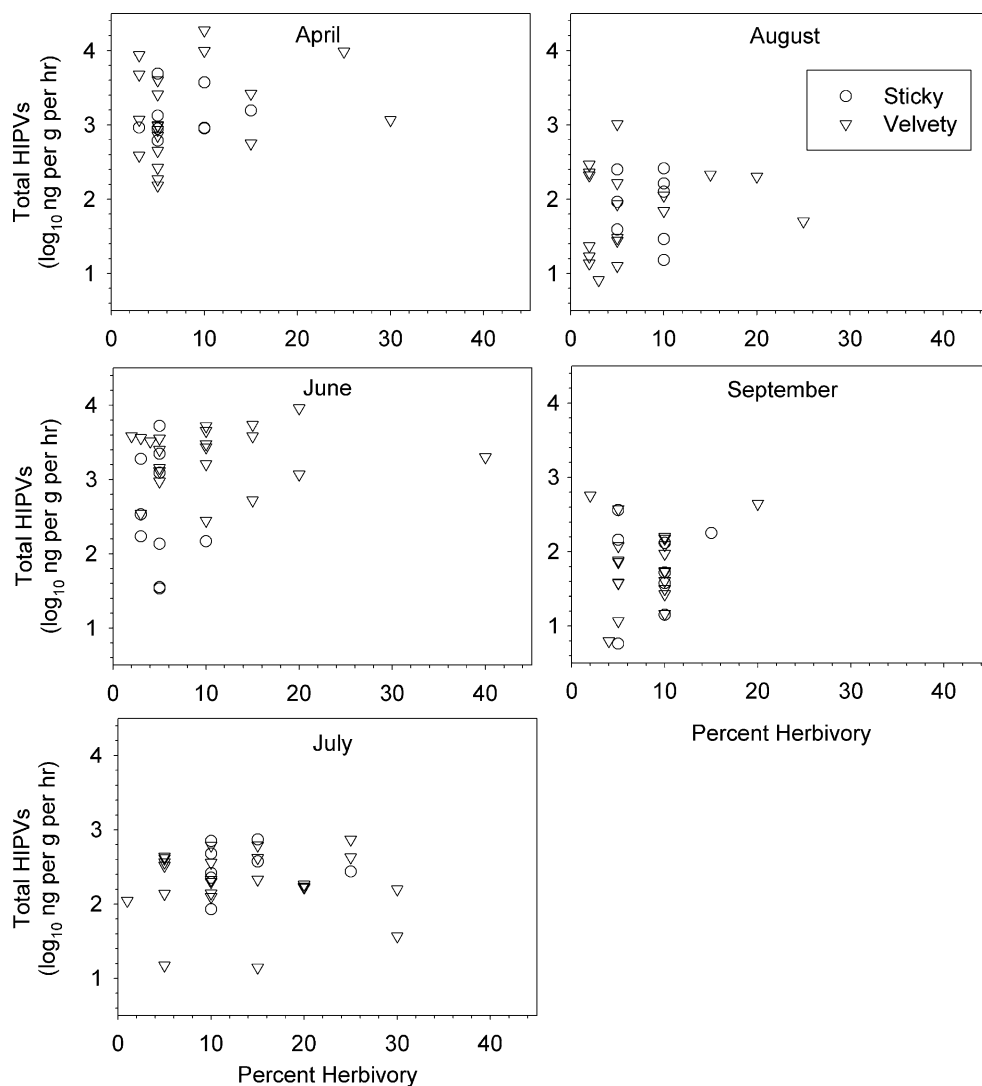 April
4
3
2
1
Total HIPVs
(log10 ng per g per hr)
0 10 20 30 40
August
Sticky
Velvety
4
3
2
1
0 10 20 30 40
June
4
3
2
1
Total HIPVs
(log10 ng per g per hr)
0 10 20 30 40
September
4
3
2
1
0 10 20 30 40
Percent Herbivory
July
4
3
2
1
Total HIPVs
(log10 ng per g per hr)
0 10 20 30 40
Percent Herbivory